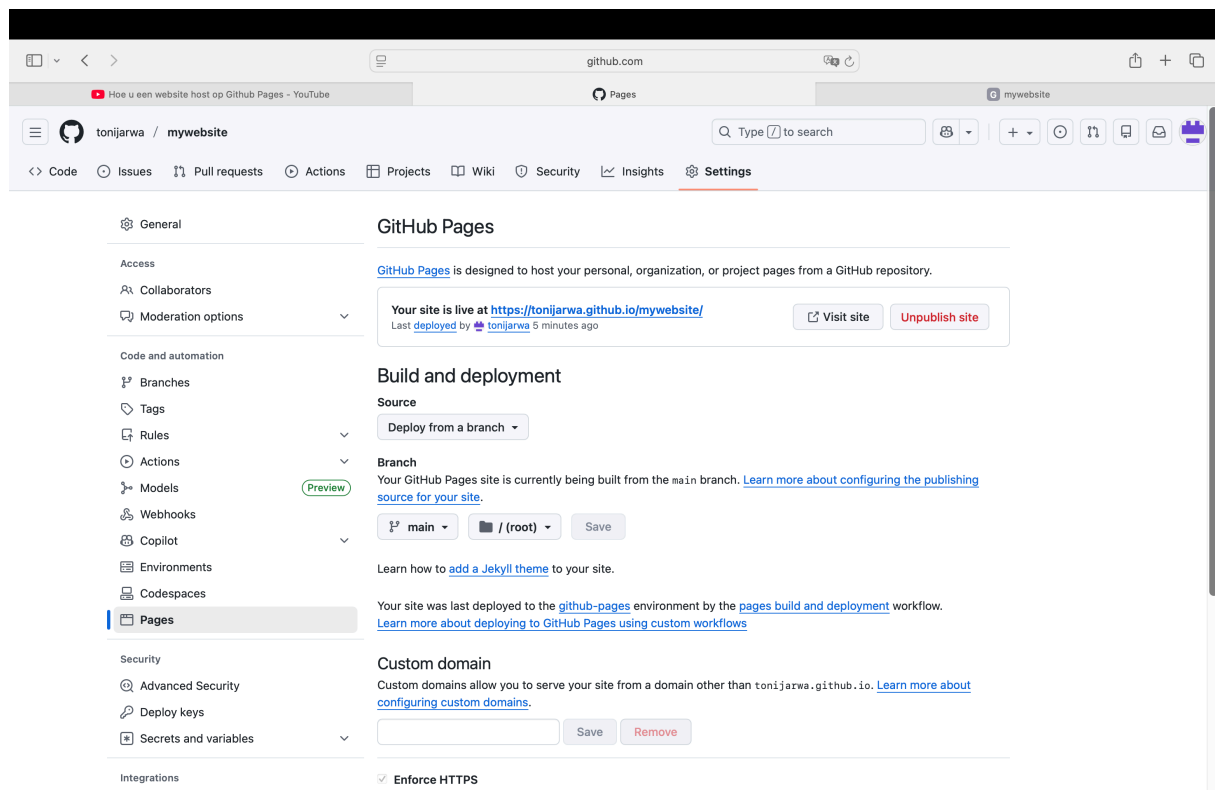 github.com
Hoe u een website host op Github Pages - YouTube
Pages
G mywebsite
tonijarwa / mywebsite
Type / to search
Code
Issues
Pull requests
Actions
Projects
Wiki
Security
Insights
Settings
General
Access
Collaborators
Moderation options
Code and automation
Branches
Tags
Rules
Actions
Models Preview
Webhooks
Copilot
Environments
Codespaces
Pages
Security
Advanced Security
Deploy keys
Secrets and variables
Integrations
GitHub Pages
GitHub Pages is designed to host your personal, organization, or project pages from a GitHub repository.
Your site is live at https://tonijarwa.github.io/mywebsite/
Last deployed by tonijarwa 5 minutes ago
Visit site
Unpublish site
Build and deployment
Source
Deploy from a branch
Branch
Your GitHub Pages site is currently being built from the main branch. Learn more about configuring the publishing
source for your site.
main
/ (root)
Save
Learn how to add a Jekyll theme to your site.
Your site was last deployed to the github-pages environment by the pages build and deployment workflow.
Learn more about deploying to GitHub Pages using custom workflows
Custom domain
Custom domains allow you to serve your site from a domain other than tonijarwa.github.io. Learn more about
configuring custom domains.
Save
Remove
Enforce HTTPS